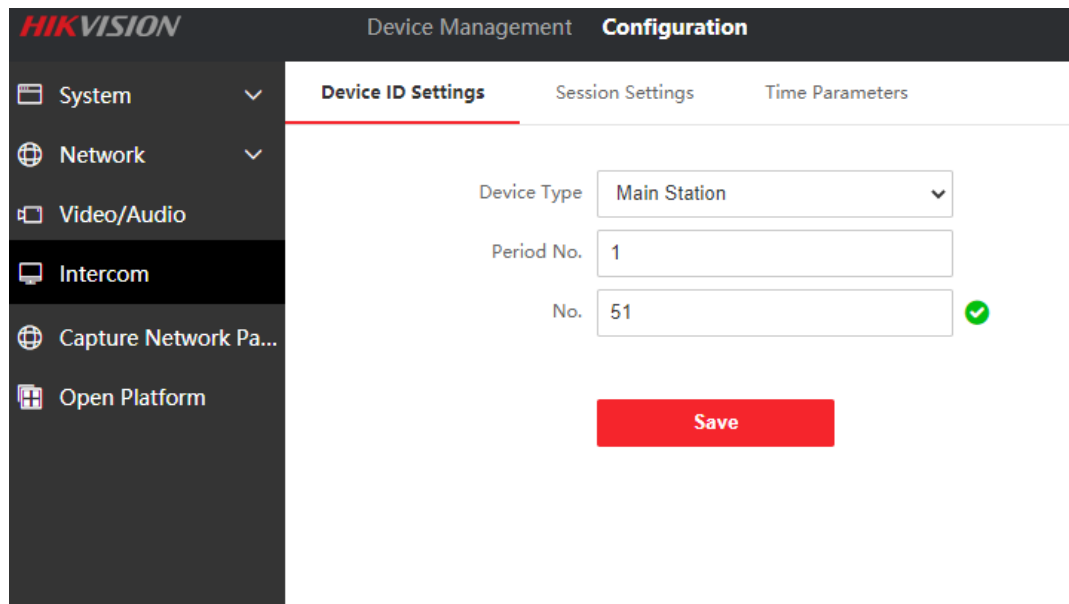 HIKVISION Device Management Configuration
System
Network
Video/Audio
Intercom
Capture Network Pa...
Open Platform
Device ID Settings Session Settings Time Parameters
Device Type Main Station
Period No. 1
No. 51
Save